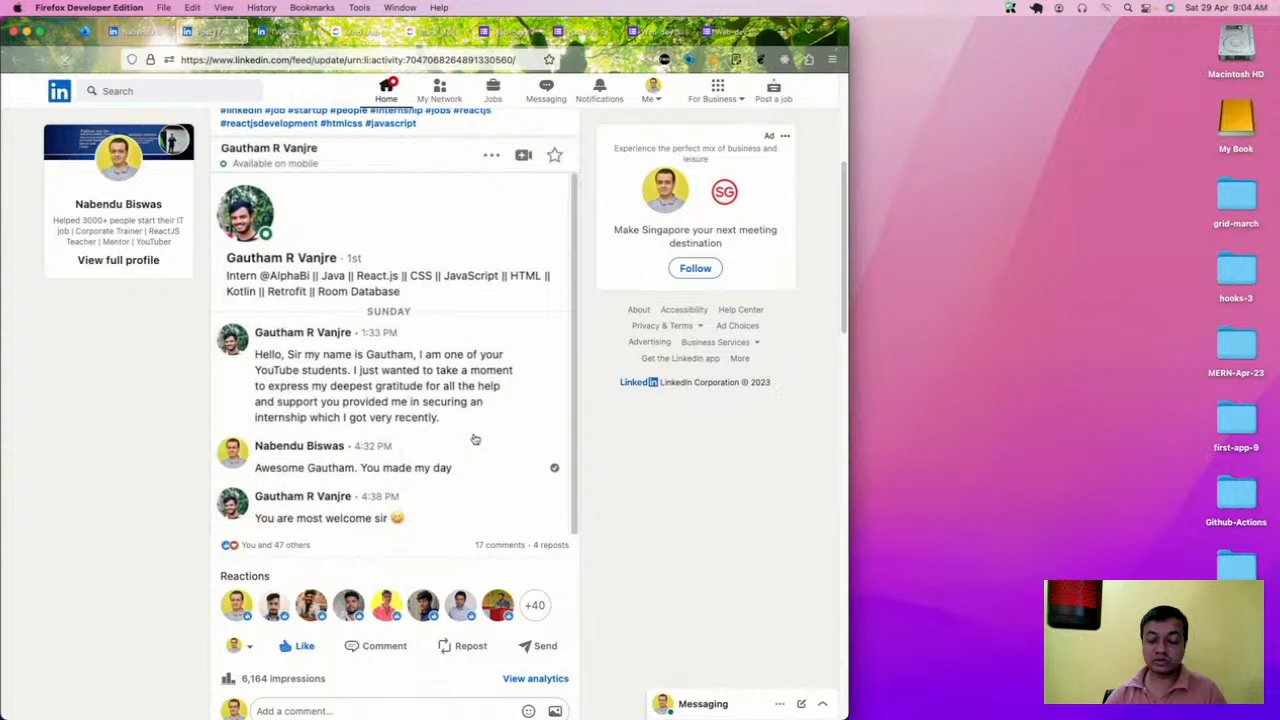 Firefox Developer Edition File Edit View History Bookmarks Tools Window Help
Sat 29 Apr 9:04 AM
https://www.linkedin.com/feed/update/urn:li:activity:7047068264891330560/
in
Search
Home
My Network
Jobs
Messaging
Notifications
Me
For Business
Post a job
#linkedin #job #startup #people #internship #jobs #reactjs
#reactjsdevelopment #htmlcss #javascript
Nabendu Biswas
Helped 3000+ people start their IT
job | Corporate Trainer | ReactJS
Teacher | Mentor | YouTuber
View full profile
Gautham R Vanjre
Available on mobile
Gautham R Vanjre · 1st
Intern @AlphaBi || Java || React.js || CSS || JavaScript || HTML ||
Kotlin || Retrofit || Room Database
SUNDAY
Gautham R Vanjre · 1:33 PM
Hello, Sir my name is Gautham, I am one of your
YouTube students. I just wanted to take a moment
to express my deepest gratitude for all the help
and support you provided me in securing an
internship which I got very recently.
Nabendu Biswas · 4:32 PM
Awesome Gautham. You made my day
Gautham R Vanjre · 4:38 PM
You are most welcome sir
You and 47 others
17 comments · 4 reposts
Reactions
+40
Like
Comment
Repost
Send
6,164 impressions
View analytics
Add a comment...
Ad
Experience the perfect mix of business and
leisure
SG
Make Singapore your next meeting
destination
Follow
About Accessibility Help Center
Privacy & Terms Ad Choices
Advertising Business Services
Get the LinkedIn app More
LinkedIn LinkedIn Corporation © 2023
Messaging
Macintosh HD
My Book
grid-march
hooks-3
MERN-Apr-23
first-app-9
Github-Actions